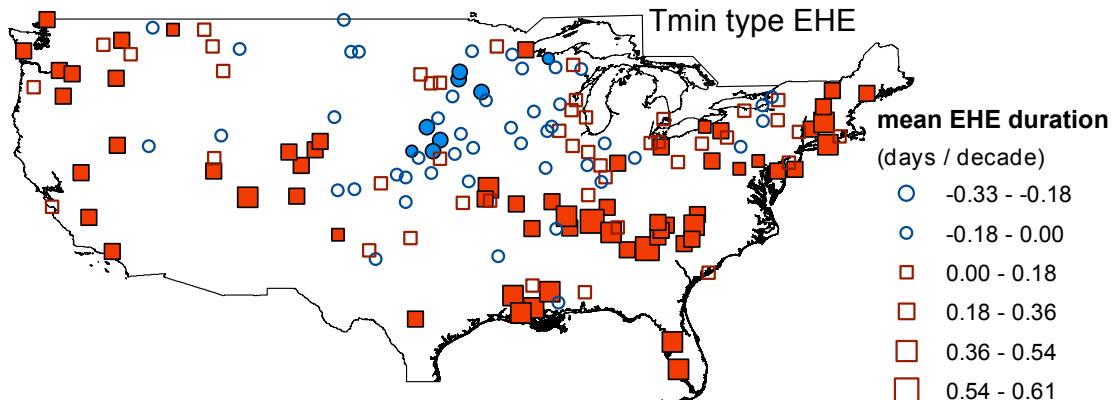 Tmin type EHE
mean EHE duration
(days / decade)
-0.33 - -0.18
-0.18 - 0.00
0.00 - 0.18
0.18 - 0.36
0.36 - 0.54
0.54 - 0.61